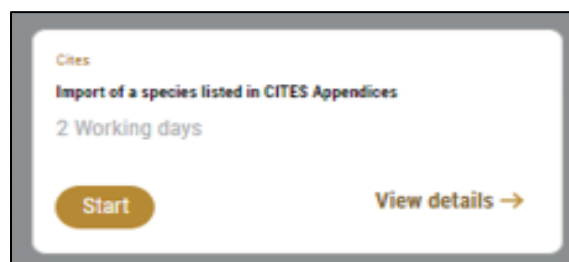 Cites
Import of a species listed in CITES Appendices
2 Working days
Start
View details →